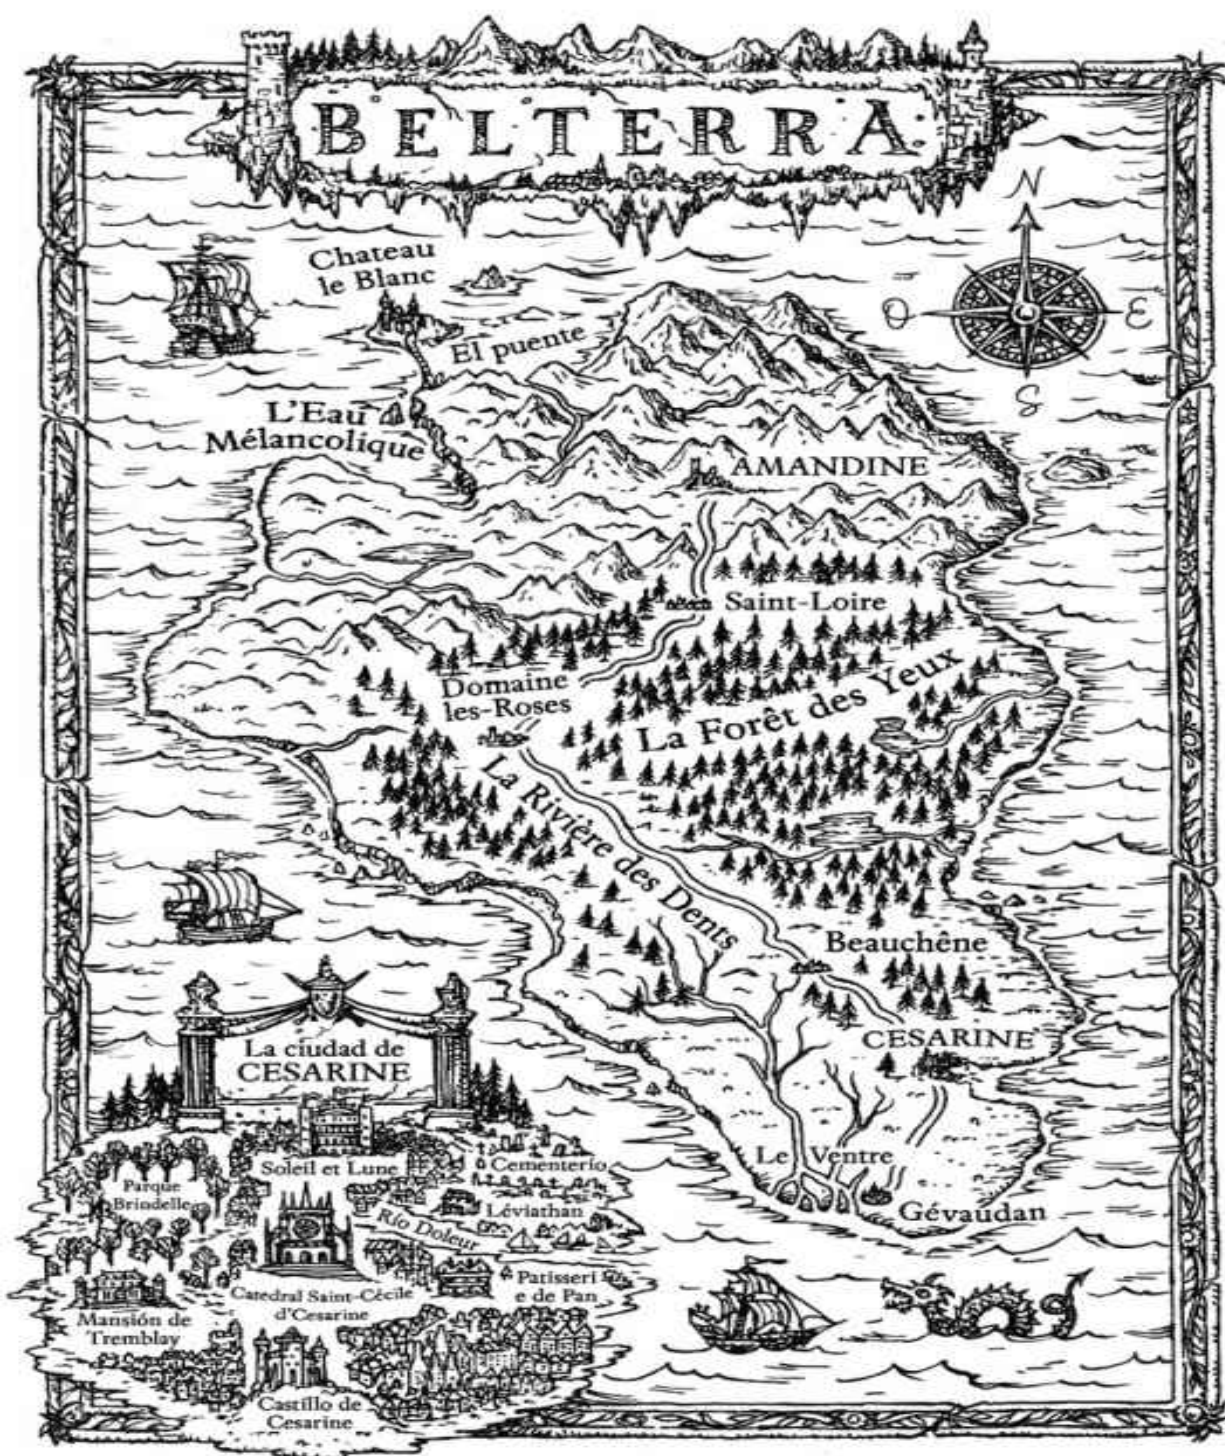 BELTERRA
N
O
E
S
Chateau
le Blanc
El puente
L'Eau
Mélancolique
AMANDINE
Saint-Loire
Domaine
les-Roses
La Forêt des Yeux
La Rivière des Dents
Beauchêne
CESARINE
Le Ventre
Gévaudan
La ciudad de
CESARINE
Soleil et Lune
Cementerio
Parque
Brindelle
Léviathan
Río Doleur
Catedral Saint-Cécile
d'Cesarine
Patisseri
e de Pan
Mansión de
Tremblay
Castillo de
Cesarine